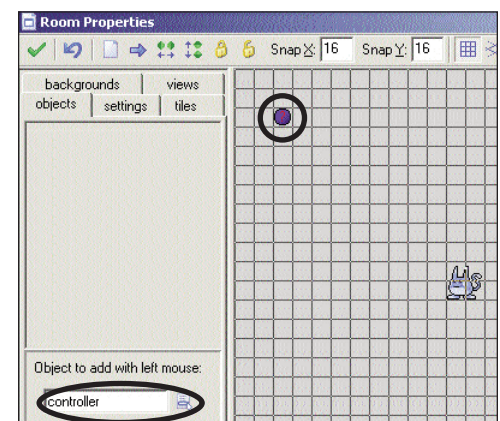 Room Properties
Snap X: 16 Snap Y: 16
backgrounds views
objects settings tiles
Object to add with left mouse:
controller